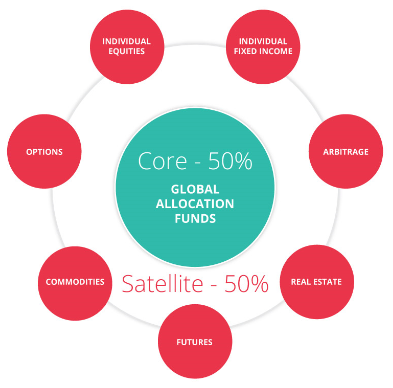 INDIVIDUAL
EQUITIES
INDIVIDUAL
FIXED INCOME
OPTIONS
ARBITRAGE
Core - 50%
GLOBAL
ALLOCATION
FUNDS
COMMODITIES
Satellite - 50%
REAL ESTATE
FUTURES